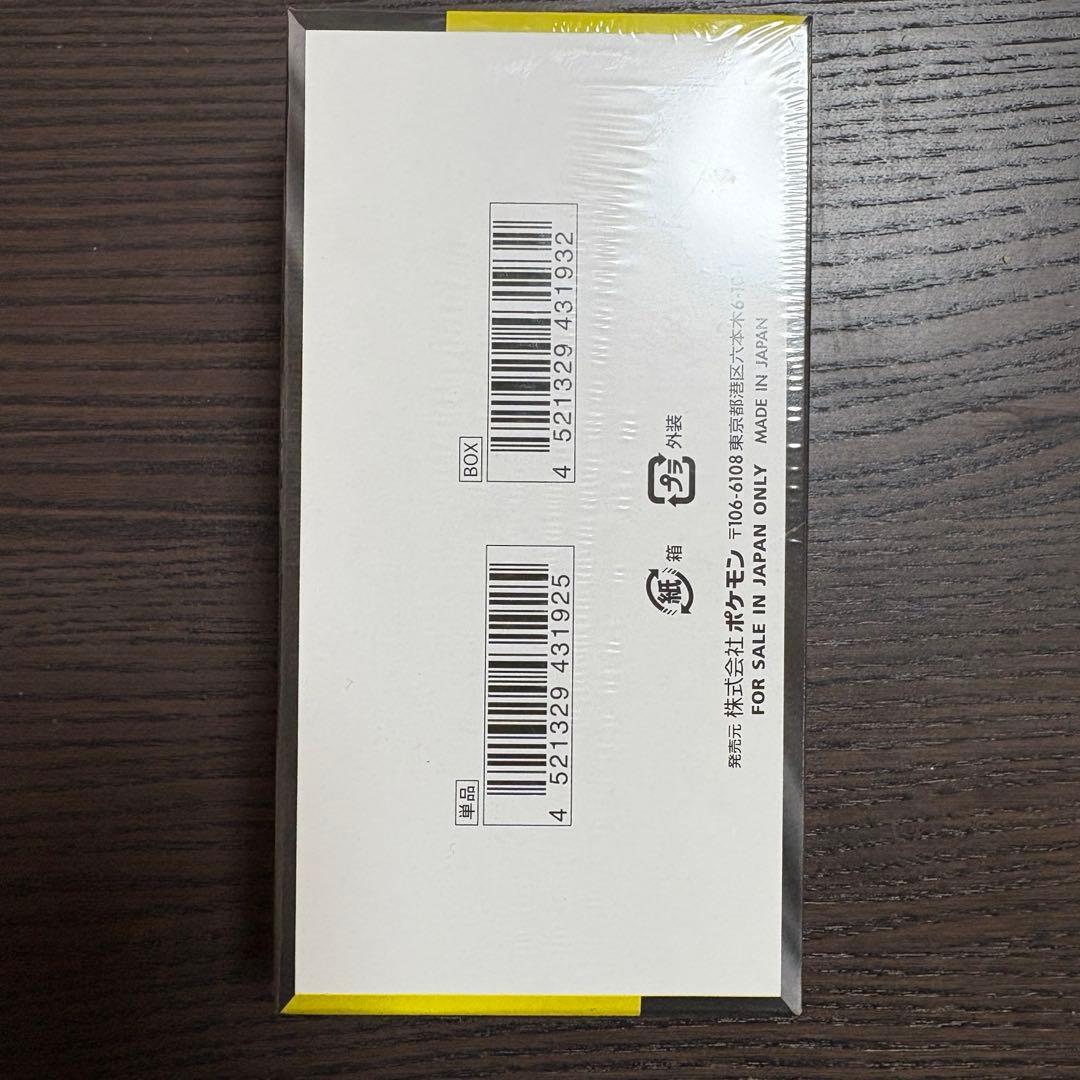 単品
4 521329 431925
BOX
4 521329 431932
紙 箱
プラ 外装
発売元 株式会社 ポケモン 〒106-6108 東京都港区六本木6-10-
FOR SALE IN JAPAN ONLY MADE IN JAPAN